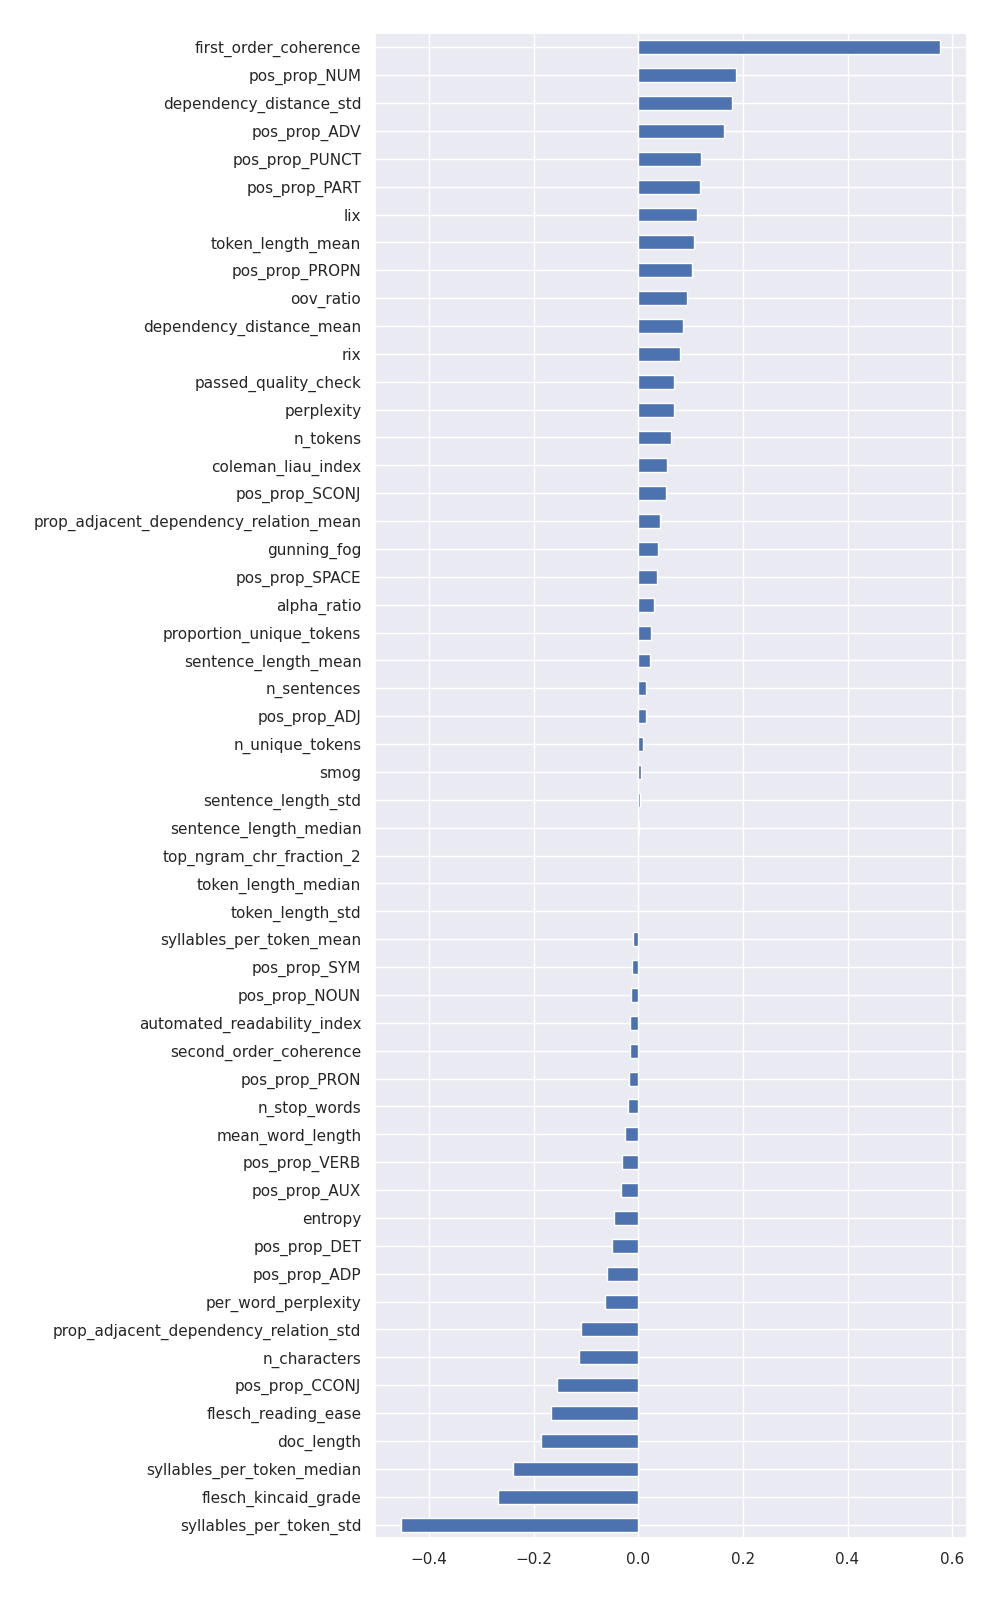 first_order_coherence
pos_prop_NUM
dependency_distance_std
pos_prop_ADV
pos_prop_PUNCT
pos_prop_PART
lix
token_length_mean
pos_prop_PROPN
oov_ratio
dependency_distance_mean
rix
passed_quality_check
perplexity
n_tokens
coleman_liau_index
pos_prop_SCONJ
prop_adjacent_dependency_relation_mean
gunning_fog
pos_prop_SPACE
alpha_ratio
proportion_unique_tokens
sentence_length_mean
n_sentences
pos_prop_ADJ
n_unique_tokens
smog
sentence_length_std
sentence_length_median
top_ngram_chr_fraction_2
token_length_median
token_length_std
syllables_per_token_mean
pos_prop_SYM
pos_prop_NOUN
automated_readability_index
second_order_coherence
pos_prop_PRON
n_stop_words
mean_word_length
pos_prop_VERB
pos_prop_AUX
entropy
pos_prop_DET
pos_prop_ADP
per_word_perplexity
prop_adjacent_dependency_relation_std
n_characters
pos_prop_CCONJ
flesch_reading_ease
doc_length
syllables_per_token_median
flesch_kincaid_grade
syllables_per_token_std
−0.4 −0.2 0.0 0.2 0.4 0.6